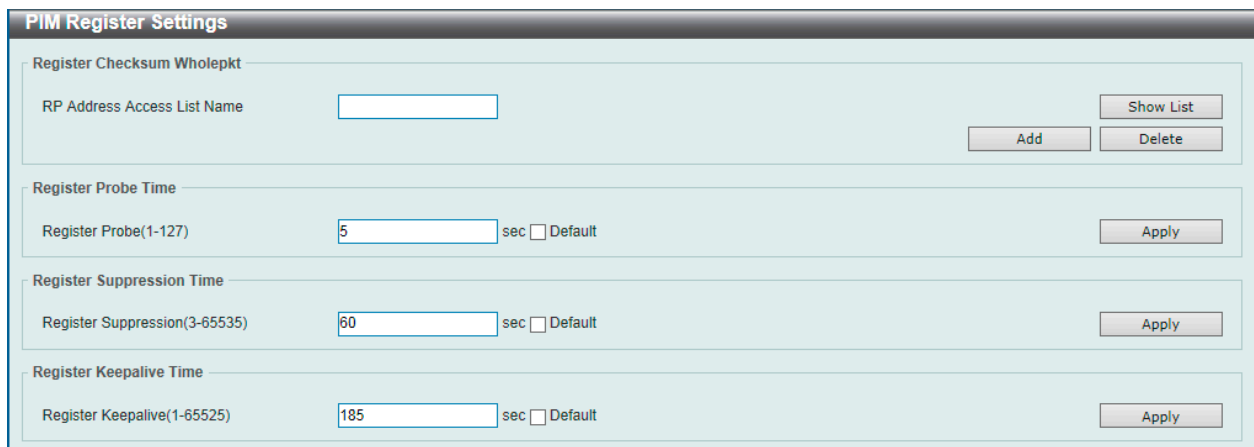 PIM Register Settings
Register Checksum Wholepkt
RP Address Access List Name
Show List
Add Delete
Register Probe Time
Register Probe(1-127) 5 sec Default Apply
Register Suppression Time
Register Suppression(3-65535) 60 sec Default Apply
Register Keepalive Time
Register Keepalive(1-65525) 185 sec Default Apply